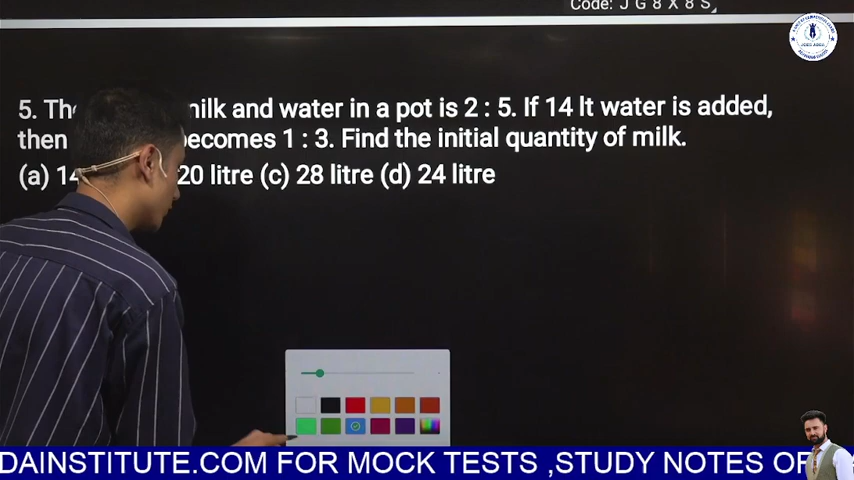 Code: J G 8 X 8 S
5. The milk and water in a pot is 2 : 5. If 14 lt water is added,
then becomes 1 : 3. Find the initial quantity of milk.
(a) 14 20 litre (c) 28 litre (d) 24 litre
DAINSTITUTE.COM FOR MOCK TESTS ,STUDY NOTES OR